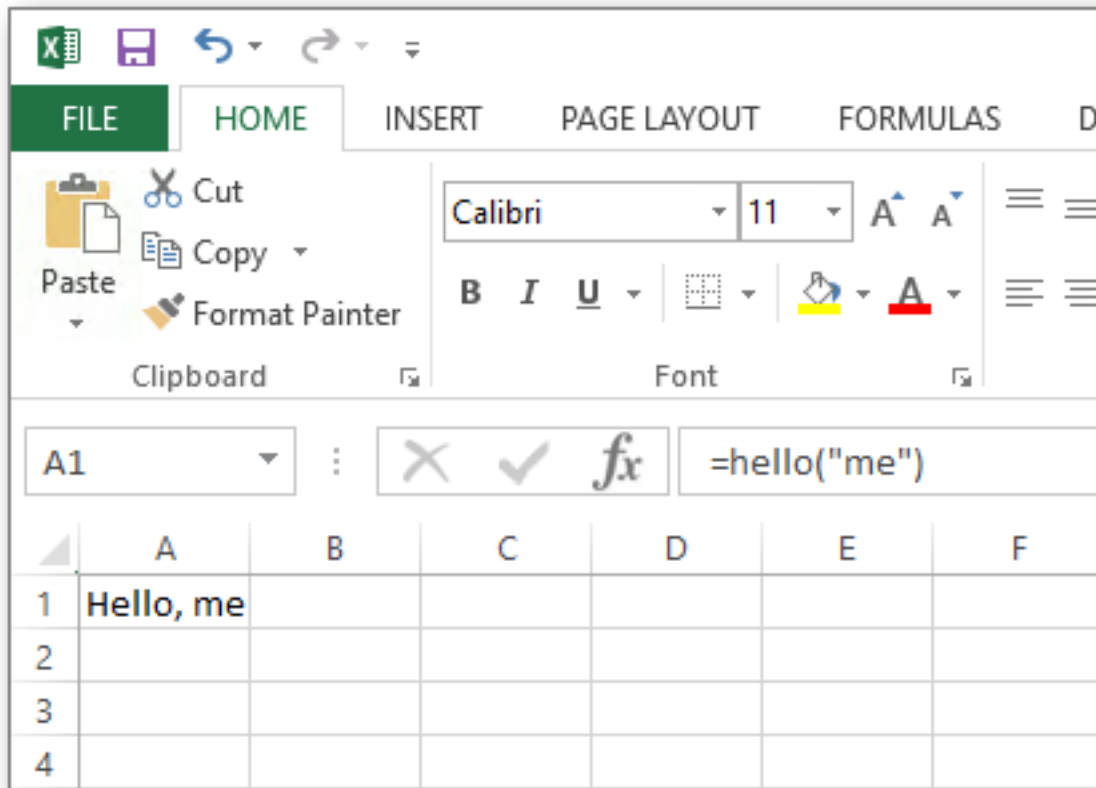 FILE HOME INSERT PAGE LAYOUT FORMULAS D
Cut
Copy
Format Painter
Paste
Calibri 11 A A
B I U A
Clipboard Font
A1 fx =hello("me")
A B C D E F
1 Hello, me
2
3
4